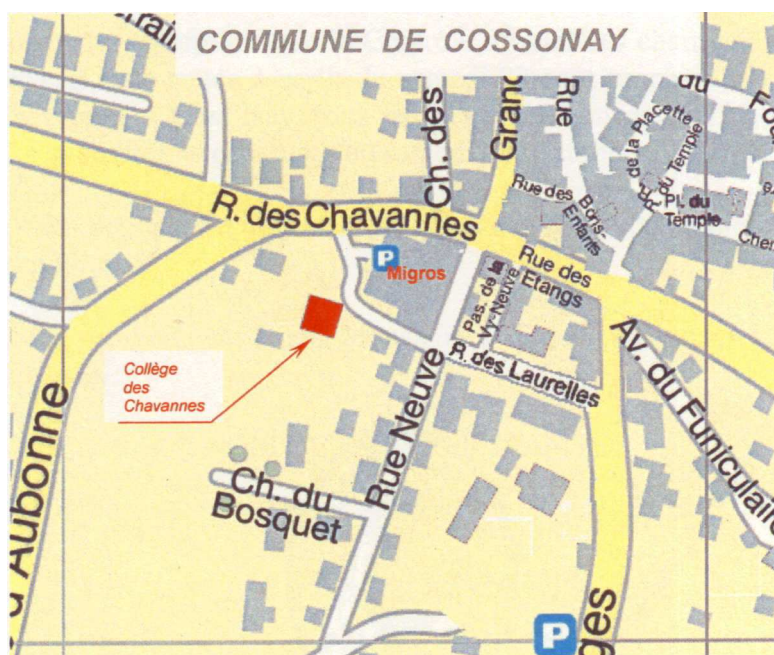 COMMUNE DE COSSONAY
Ch. des
Grand
Rue
du
de la Placette
du Temple
Pl. du
Temple
Rue des
Bons-
Enfants
R. des Chavannes
P
Migros
Rue des
Etangs
Pas. de la
Vy-Neuve
R. des Laurelles
Av. du Funiculaire
Collège
des
Chavannes
Rue Neuve
Ch. du
Bosquet
d'Aubonne
P